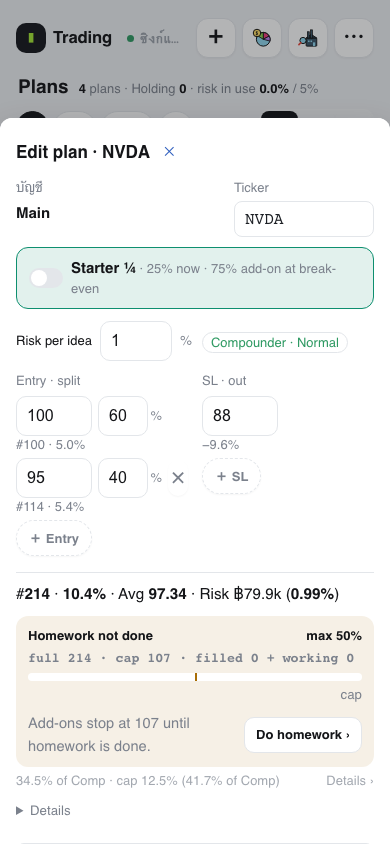 Trading ซิงก์แ...
Plans 4 plans · Holding 0 · risk in use 0.0% / 5%
Edit plan · NVDA ×
บัญชี Ticker
Main NVDA
Starter ¼ · 25% now · 75% add-on at break-
even
Risk per idea 1 % Compounder · Normal
Entry · split SL · out
100 60 % 88
#100 · 5.0% −9.6%
95 40 % × + SL
#114 · 5.4%
+ Entry
#214 · 10.4% · Avg 97.34 · Risk ฿79.9k (0.99%)
Homework not done max 50%
full 214 · cap 107 · filled 0 + working 0
cap
Add-ons stop at 107 until
homework is done. Do homework ›
34.5% of Comp · cap 12.5% (41.7% of Comp) Details ›
▶ Details